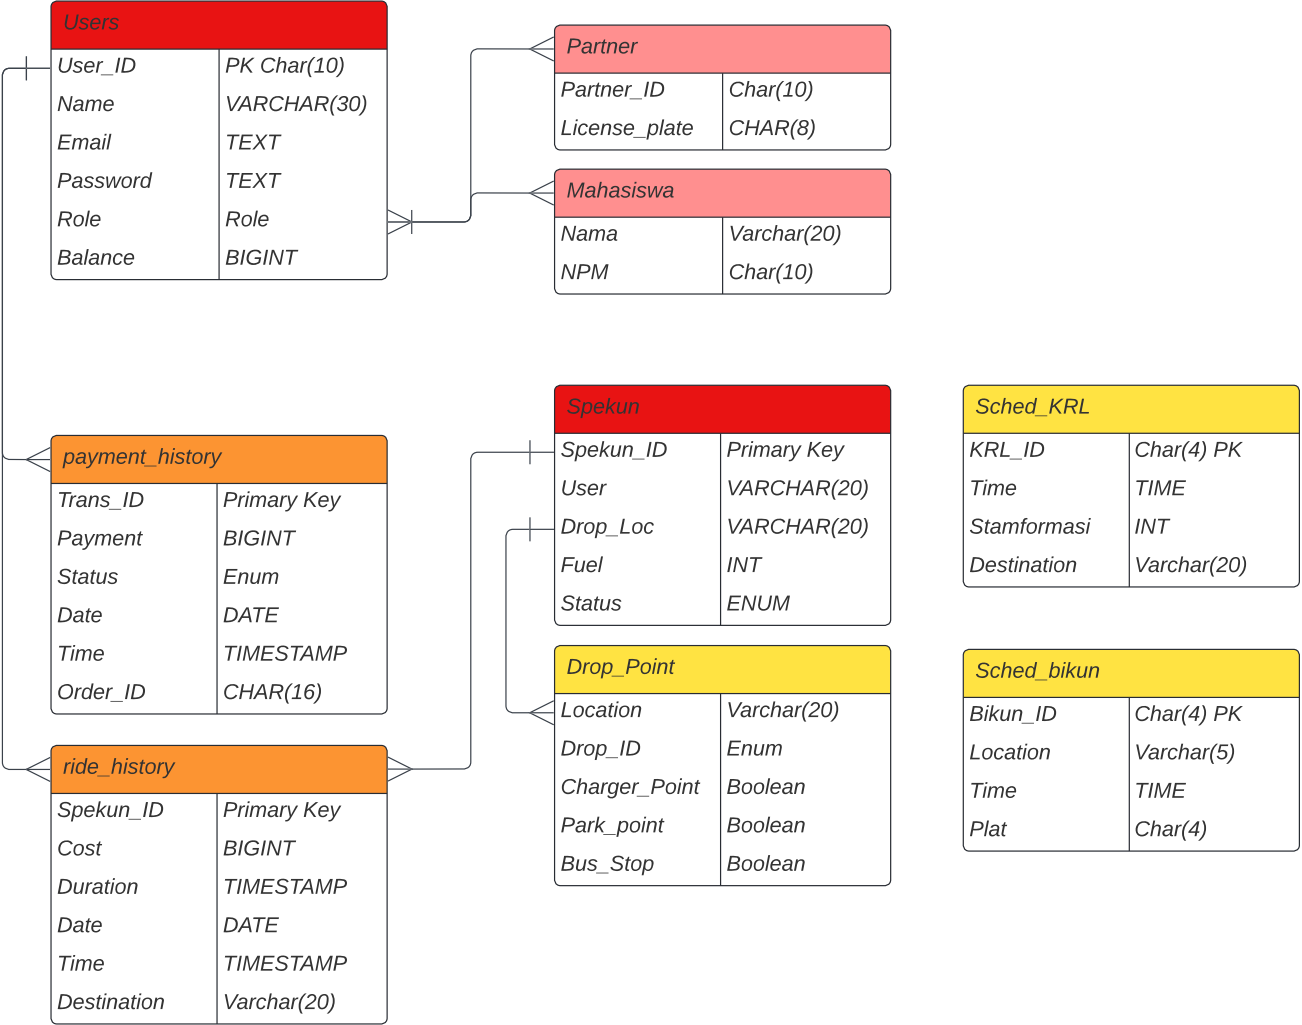 Users
User_ID PK Char(10)
Name VARCHAR(30)
Email TEXT
Password TEXT
Role Role
Balance BIGINT
Partner
Partner_ID Char(10)
License_plate CHAR(8)
Mahasiswa
Nama Varchar(20)
NPM Char(10)
payment_history
Trans_ID Primary Key
Payment BIGINT
Status Enum
Date DATE
Time TIMESTAMP
Order_ID CHAR(16)
ride_history
Spekun_ID Primary Key
Cost BIGINT
Duration TIMESTAMP
Date DATE
Time TIMESTAMP
Destination Varchar(20)
Spekun
Spekun_ID Primary Key
User VARCHAR(20)
Drop_Loc VARCHAR(20)
Fuel INT
Status ENUM
Drop_Point
Location Varchar(20)
Drop_ID Enum
Charger_Point Boolean
Park_point Boolean
Bus_Stop Boolean
Sched_KRL
KRL_ID Char(4) PK
Time TIME
Stamformasi INT
Destination Varchar(20)
Sched_bikun
Bikun_ID Char(4) PK
Location Varchar(5)
Time TIME
Plat Char(4)